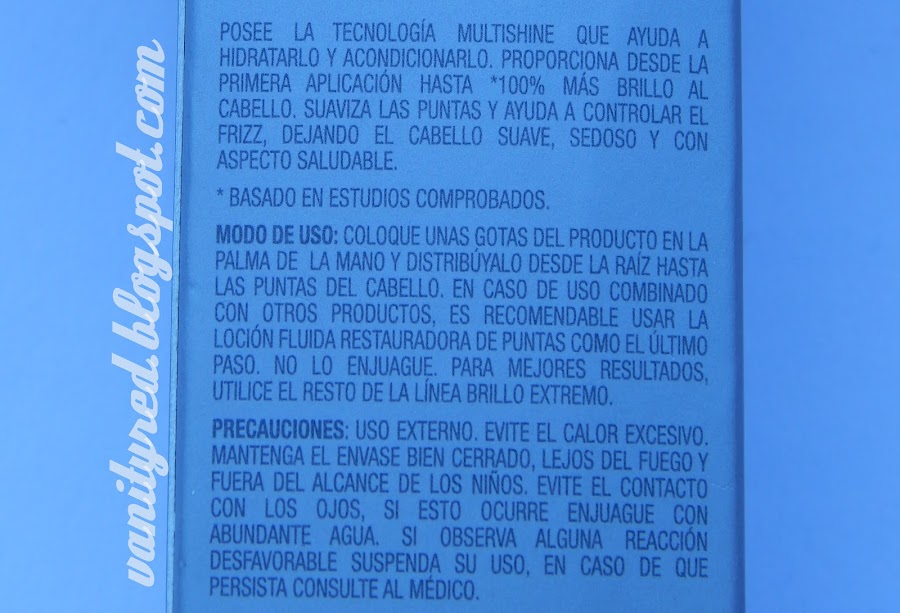 POSEE LA TECNOLOGÍA MULTISHINE QUE AYUDA A
HIDRATARLO Y ACONDICIONARLO. PROPORCIONA DESDE LA
PRIMERA APLICACIÓN HASTA *100% MÁS BRILLO AL
CABELLO. SUAVIZA LAS PUNTAS Y AYUDA A CONTROLAR EL
FRIZZ, DEJANDO EL CABELLO SUAVE, SEDOSO Y CON
ASPECTO SALUDABLE.
* BASADO EN ESTUDIOS COMPROBADOS.
MODO DE USO: COLOQUE UNAS GOTAS DEL PRODUCTO EN LA
PALMA DE LA MANO Y DISTRIBÚYALO DESDE LA RAÍZ HASTA
LAS PUNTAS DEL CABELLO. EN CASO DE USO COMBINADO
CON OTROS PRODUCTOS, ES RECOMENDABLE USAR LA
LOCIÓN FLUIDA RESTAURADORA DE PUNTAS COMO EL ÚLTIMO
PASO. NO LO ENJUAGUE. PARA MEJORES RESULTADOS,
UTILICE EL RESTO DE LA LÍNEA BRILLO EXTREMO.
PRECAUCIONES: USO EXTERNO. EVITE EL CALOR EXCESIVO.
MANTENGA EL ENVASE BIEN CERRADO, LEJOS DEL FUEGO Y
FUERA DEL ALCANCE DE LOS NIÑOS. EVITE EL CONTACTO
CON LOS OJOS, SI ESTO OCURRE ENJUAGUE CON
ABUNDANTE AGUA. SI OBSERVA ALGUNA REACCIÓN
DESFAVORABLE SUSPENDA SU USO, EN CASO DE QUE
PERSISTA CONSULTE AL MÉDICO.
vanityred.blogspot.com